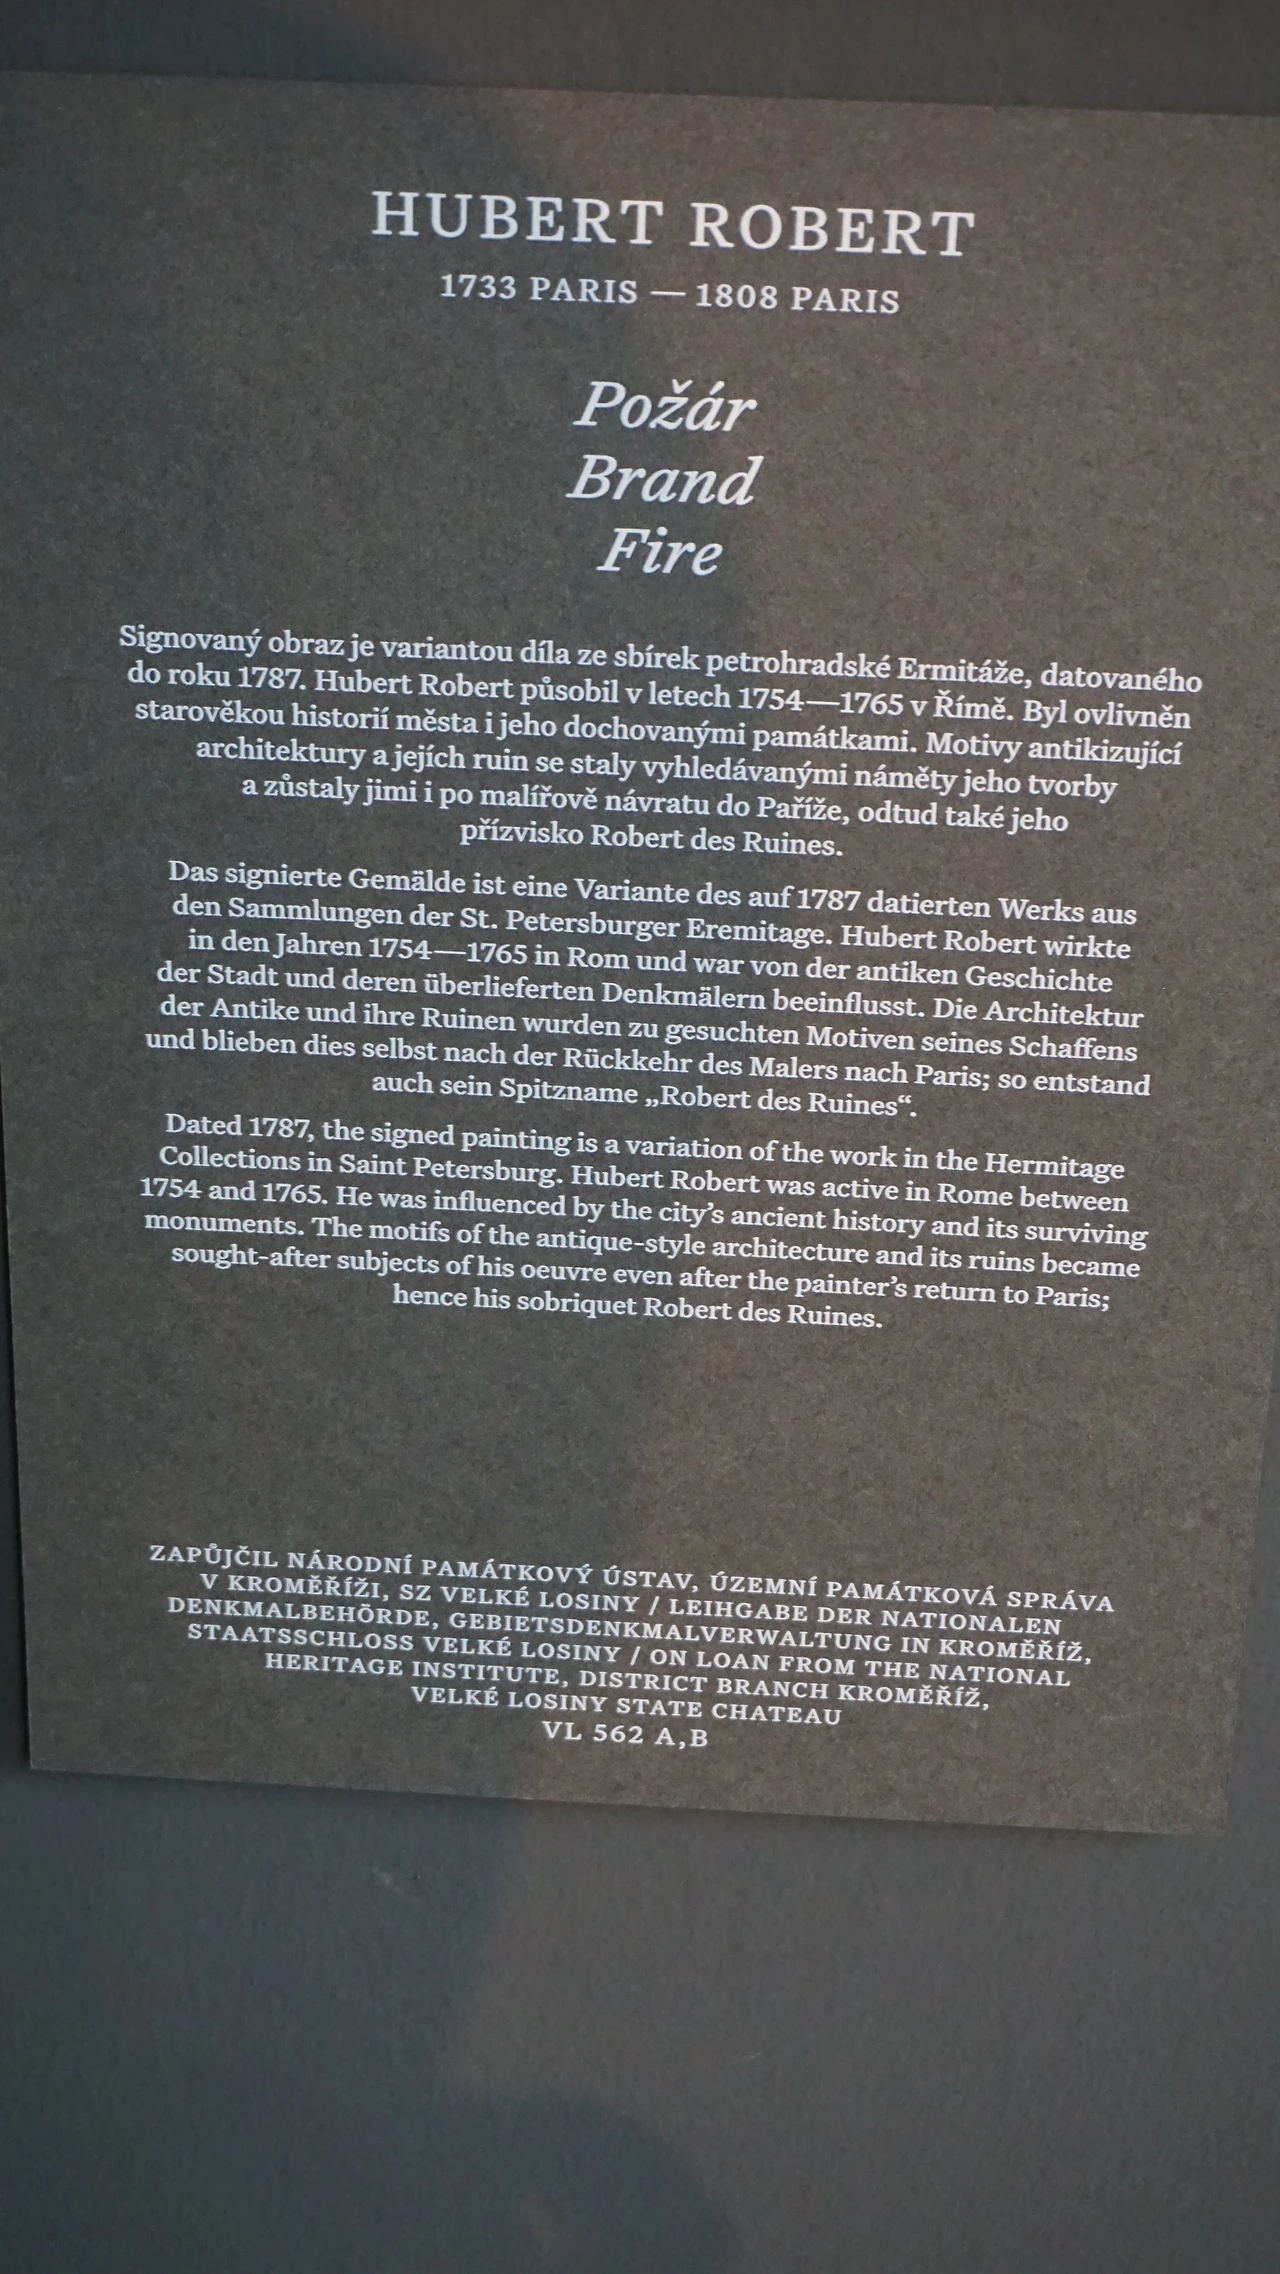 HUBERT ROBERT
1733 PARIS — 1808 PARIS
Požár
Brand
Fire
Signovaný obraz je variantou díla ze sbírek petrohradské Ermitáže, datovaného
do roku 1787. Hubert Robert působil v letech 1754—1765 v Římě. Byl ovlivněn
starověkou historií města i jeho dochovanými památkami. Motivy antikizující
architektury a jejích ruin se staly vyhledávanými náměty jeho tvorby
a zůstaly jimi i po malířově návratu do Paříže, odtud také jeho
přízvisko Robert des Ruines.
Das signierte Gemälde ist eine Variante des auf 1787 datierten Werks aus
den Sammlungen der St. Petersburger Eremitage. Hubert Robert wirkte
in den Jahren 1754—1765 in Rom und war von der antiken Geschichte
der Stadt und deren überlieferten Denkmälern beeinflusst. Die Architektur
der Antike und ihre Ruinen wurden zu gesuchten Motiven seines Schaffens
und blieben dies selbst nach der Rückkehr des Malers nach Paris; so entstand
auch sein Spitzname „Robert des Ruines“.
Dated 1787, the signed painting is a variation of the work in the Hermitage
Collections in Saint Petersburg. Hubert Robert was active in Rome between
1754 and 1765. He was influenced by the city’s ancient history and its surviving
monuments. The motifs of the antique-style architecture and its ruins became
sought-after subjects of his oeuvre even after the painter’s return to Paris;
hence his sobriquet Robert des Ruines.
ZAPŮJČIL NÁRODNÍ PAMÁTKOVÝ ÚSTAV, ÚZEMNÍ PAMÁTKOVÁ SPRÁVA
V KROMĚŘÍŽI, SZ VELKÉ LOSINY / LEIHGABE DER NATIONALEN
DENKMALBEHÖRDE, GEBIETSDENKMALVERWALTUNG IN KROMĚŘÍŽ,
STAATSSCHLOSS VELKÉ LOSINY / ON LOAN FROM THE NATIONAL
HERITAGE INSTITUTE, DISTRICT BRANCH KROMĚŘÍŽ,
VELKÉ LOSINY STATE CHATEAU
VL 562 A,B